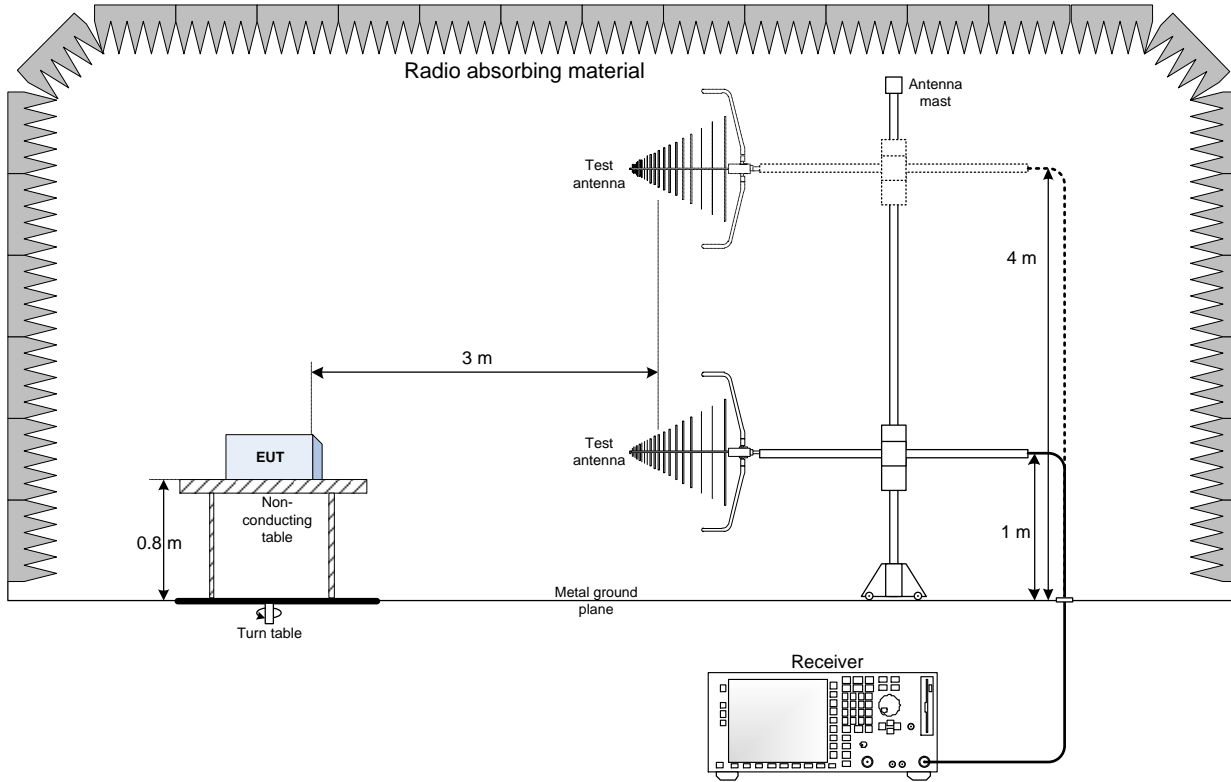 Radio absorbing material
Antenna
mast
Test
antenna
4 m
3 m
Test
antenna
EUT
Non-
conducting
table
0.8 m
1 m
Metal ground
plane
Turn table
Receiver